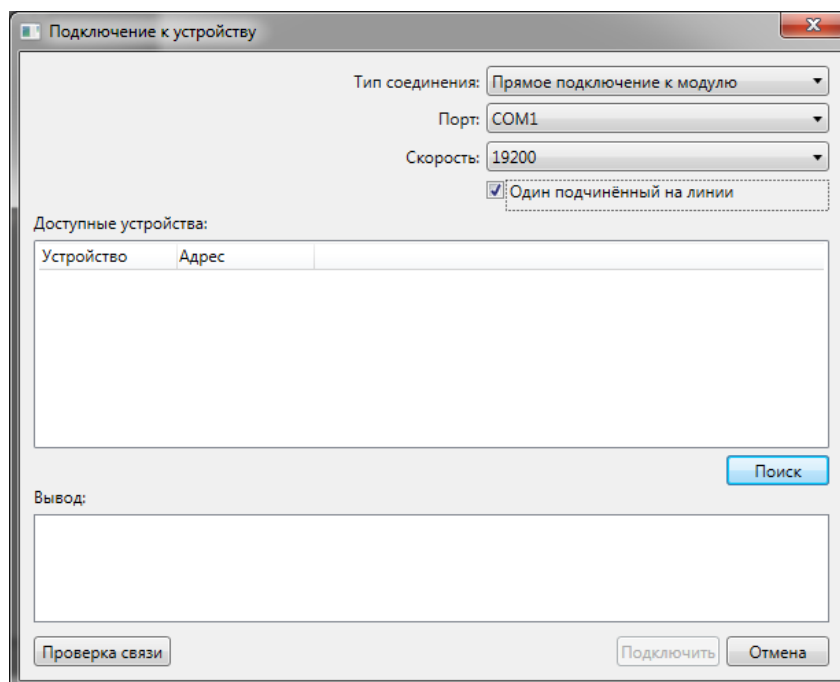 Подключение к устройству
Тип соединения: Прямое подключение к модулю
Порт: COM1
Скорость: 19200
Один подчинённый на линии
Доступные устройства:
Устройство Адрес
Поиск
Вывод:
Проверка связи Подключить Отмена